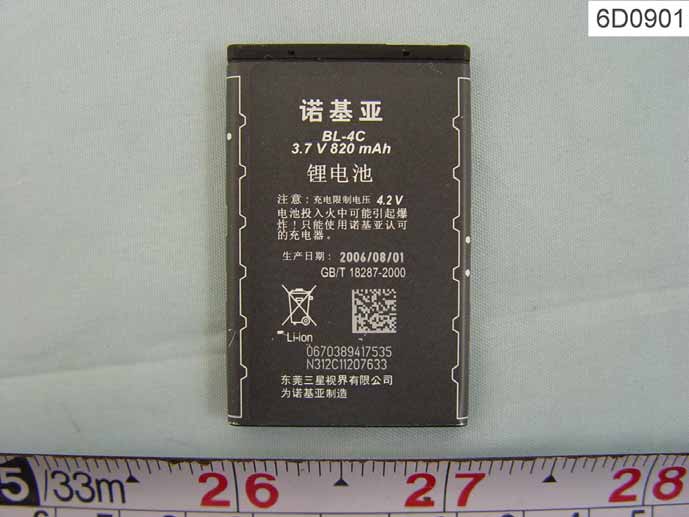 6D0901
诺基亚
BL-4C
3.7 V 820 mAh
锂电池
注意：充电限制电压 4.2 V
电池投入火中可能引起爆
炸！只能使用诺基亚认可
的充电器。
生产日期：2006/08/01
GB/T 18287-2000
Li-ion
0670389417535
N312C11207633
东莞三星视界有限公司
为诺基亚制造
5/33m 26 27 28